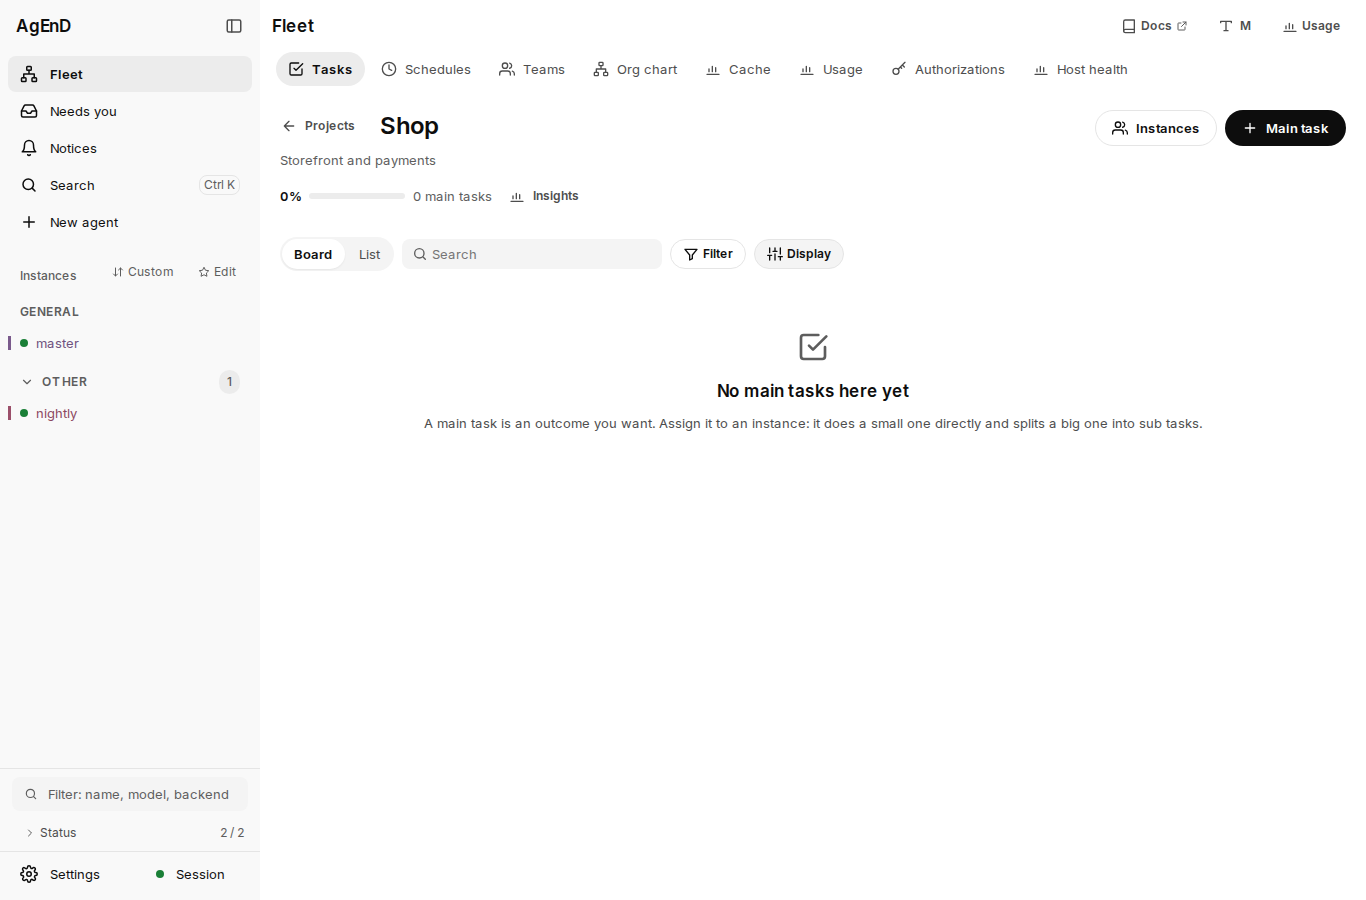 AgEnD
Fleet
Needs you
Notices
Search Ctrl K
New agent
Instances Custom Edit
GENERAL
master
OTHER 1
nightly
Filter: name, model, backend
Status 2 / 2
Settings Session
Fleet Docs M Usage
Tasks Schedules Teams Org chart Cache Usage Authorizations Host health
Projects Shop Instances Main task
Storefront and payments
0% 0 main tasks Insights
Board List Search Filter Display
No main tasks here yet
A main task is an outcome you want. Assign it to an instance: it does a small one directly and splits a big one into sub tasks.